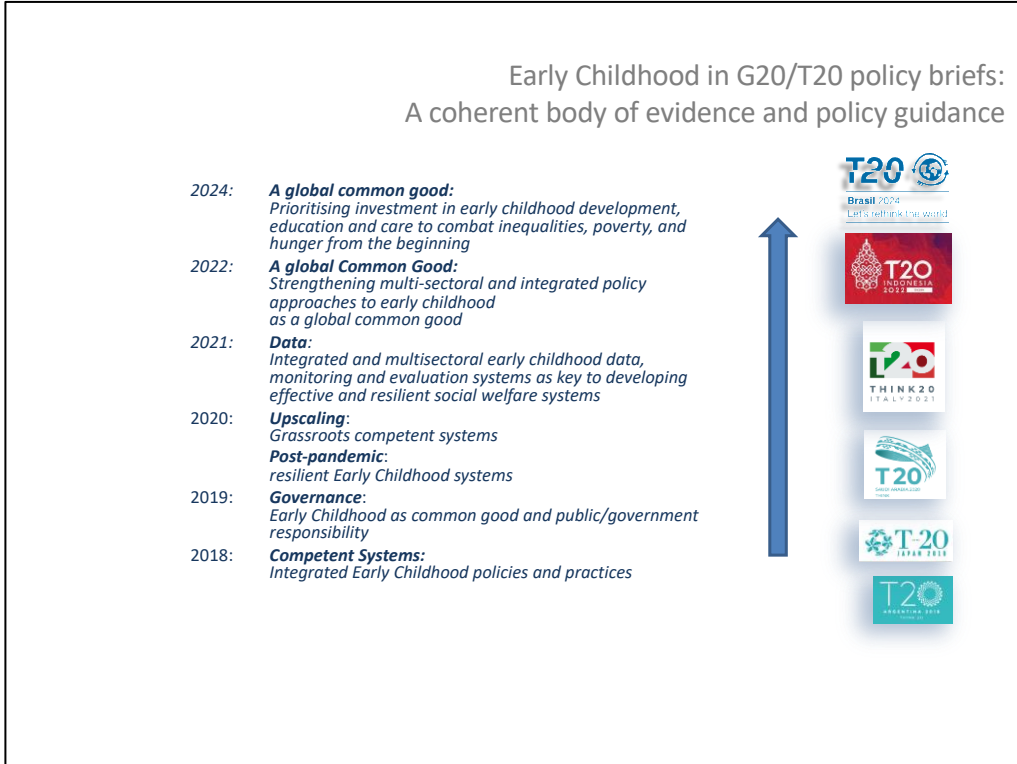 Early Childhood in G20/T20 policy briefs:
A coherent body of evidence and policy guidance
2024: A global common good:
Prioritising investment in early childhood development,
education and care to combat inequalities, poverty, and
hunger from the beginning
2022: A global Common Good:
Strengthening multi-sectoral and integrated policy
approaches to early childhood
as a global common good
2021: Data:
Integrated and multisectoral early childhood data,
monitoring and evaluation systems as key to developing
effective and resilient social welfare systems
2020: Upscaling:
Grassroots competent systems
Post-pandemic:
resilient Early Childhood systems
2019: Governance:
Early Childhood as common good and public/government
responsibility
2018: Competent Systems:
Integrated Early Childhood policies and practices
T20
Brasil 2024
Let's rethink the world
T20
INDONESIA
2022
T20
THINK20
ITALY2021
T20
SAUDI ARABIA 2020
THINK
T-20
JAPAN 2019
T20
ARGENTINA 2018